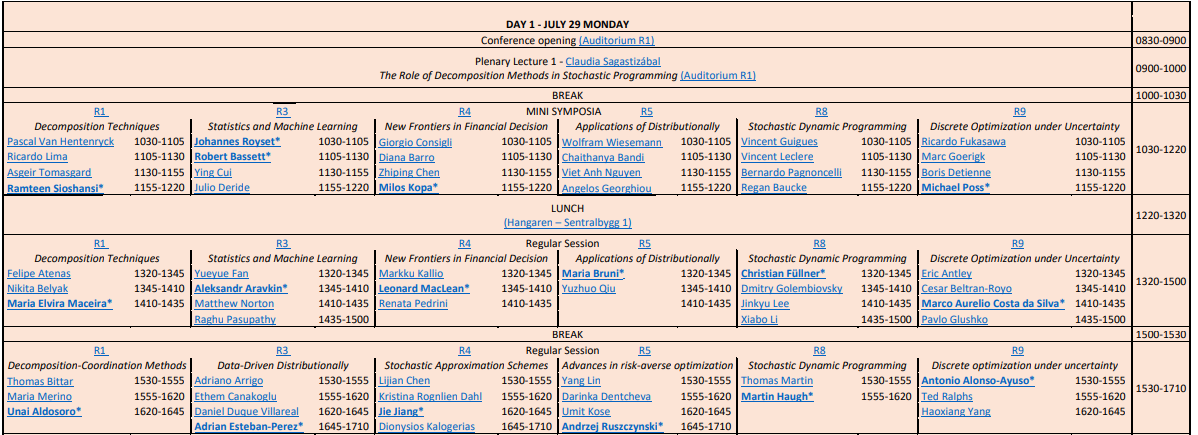 DAY 1 - JULY 29 MONDAY
Conference opening (Auditorium R1) 0830-0900
Plenary Lecture 1 - Claudia Sagastizábal
The Role of Decomposition Methods in Stochastic Programming (Auditorium R1) 0900-1000
BREAK 1000-1030
R1 R3 R4 MINI SYMPOSIA R5 R8 R9
Decomposition Techniques Statistics and Machine Learning New Frontiers in Financial Decision Applications of Distributionally Stochastic Dynamic Programming Discrete Optimization under Uncertainty
Pascal Van Hentenryck 1030-1105 Johannes Royset* 1030-1105 Giorgio Consigli 1030-1105 Wolfram Wiesemann 1030-1105 Vincent Guigues 1030-1105 Ricardo Fukasawa 1030-1105
1030-1220
Ricardo Lima 1105-1130 Robert Bassett* 1105-1130 Diana Barro 1105-1130 Chaithanya Bandi 1105-1130 Vincent Leclere 1105-1130 Marc Goerigk 1105-1130
Asgeir Tomasgard 1130-1155 Ying Cui 1130-1155 Zhiping Chen 1130-1155 Viet Anh Nguyen 1130-1155 Bernardo Pagnoncelli 1130-1155 Boris Detienne 1130-1155
Ramteen Sioshansi* 1155-1220 Julio Deride 1155-1220 Milos Kopa* 1155-1220 Angelos Georghiou 1155-1220 Regan Baucke 1155-1220 Michael Poss* 1155-1220
LUNCH
(Hangaren – Sentralbygg 1) 1220-1320
R1 R3 R4 Regular Session R5 R8 R9
Decomposition Techniques Statistics and Machine Learning New Frontiers in Financial Decision Applications of Distributionally Stochastic Dynamic Programming Discrete Optimization under Uncertainty
Felipe Atenas 1320-1345 Yueyue Fan 1320-1345 Markku Kallio 1320-1345 Maria Bruni* 1320-1345 Christian Füllner* 1320-1345 Eric Antley 1320-1345
1320-1500
Nikita Belyak 1345-1410 Aleksandr Aravkin* 1345-1410 Leonard MacLean* 1345-1410 Yuzhuo Qiu 1345-1410 Dmitry Golembiovsky 1345-1410 Cesar Beltran-Royo 1345-1410
Maria Elvira Maceira* 1410-1435 Matthew Norton 1410-1435 Renata Pedrini 1410-1435 1410-1435 Jinkyu Lee 1410-1435 Marco Aurelio Costa da Silva* 1410-1435
Raghu Pasupathy 1435-1500 Xiabo Li 1435-1500 Pavlo Glushko 1435-1500
BREAK 1500-1530
R1 R3 R4 Regular Session R5 R8 R9
Decomposition-Coordination Methods Data-Driven Distributionally Stochastic Approximation Schemes Advances in risk-averse optimization Stochastic Dynamic Programming Discrete optimization under uncertainty
Thomas Bittar 1530-1555 Adriano Arrigo 1530-1555 Lijian Chen 1530-1555 Yang Lin 1530-1555 Thomas Martin 1530-1555 Antonio Alonso-Ayuso* 1530-1555
1530-1710
Maria Merino 1555-1620 Ethem Canakoglu 1555-1620 Kristina Rognlien Dahl 1555-1620 Darinka Dentcheva 1555-1620 Martin Haugh* 1555-1620 Ted Ralphs 1555-1620
Unai Aldosoro* 1620-1645 Daniel Duque Villareal 1620-1645 Jie Jiang* 1620-1645 Umit Kose 1620-1645 Haoxiang Yang 1620-1645
Adrian Esteban-Perez* 1645-1710 Dionysios Kalogerias 1645-1710 Andrzej Ruszczynski* 1645-1710